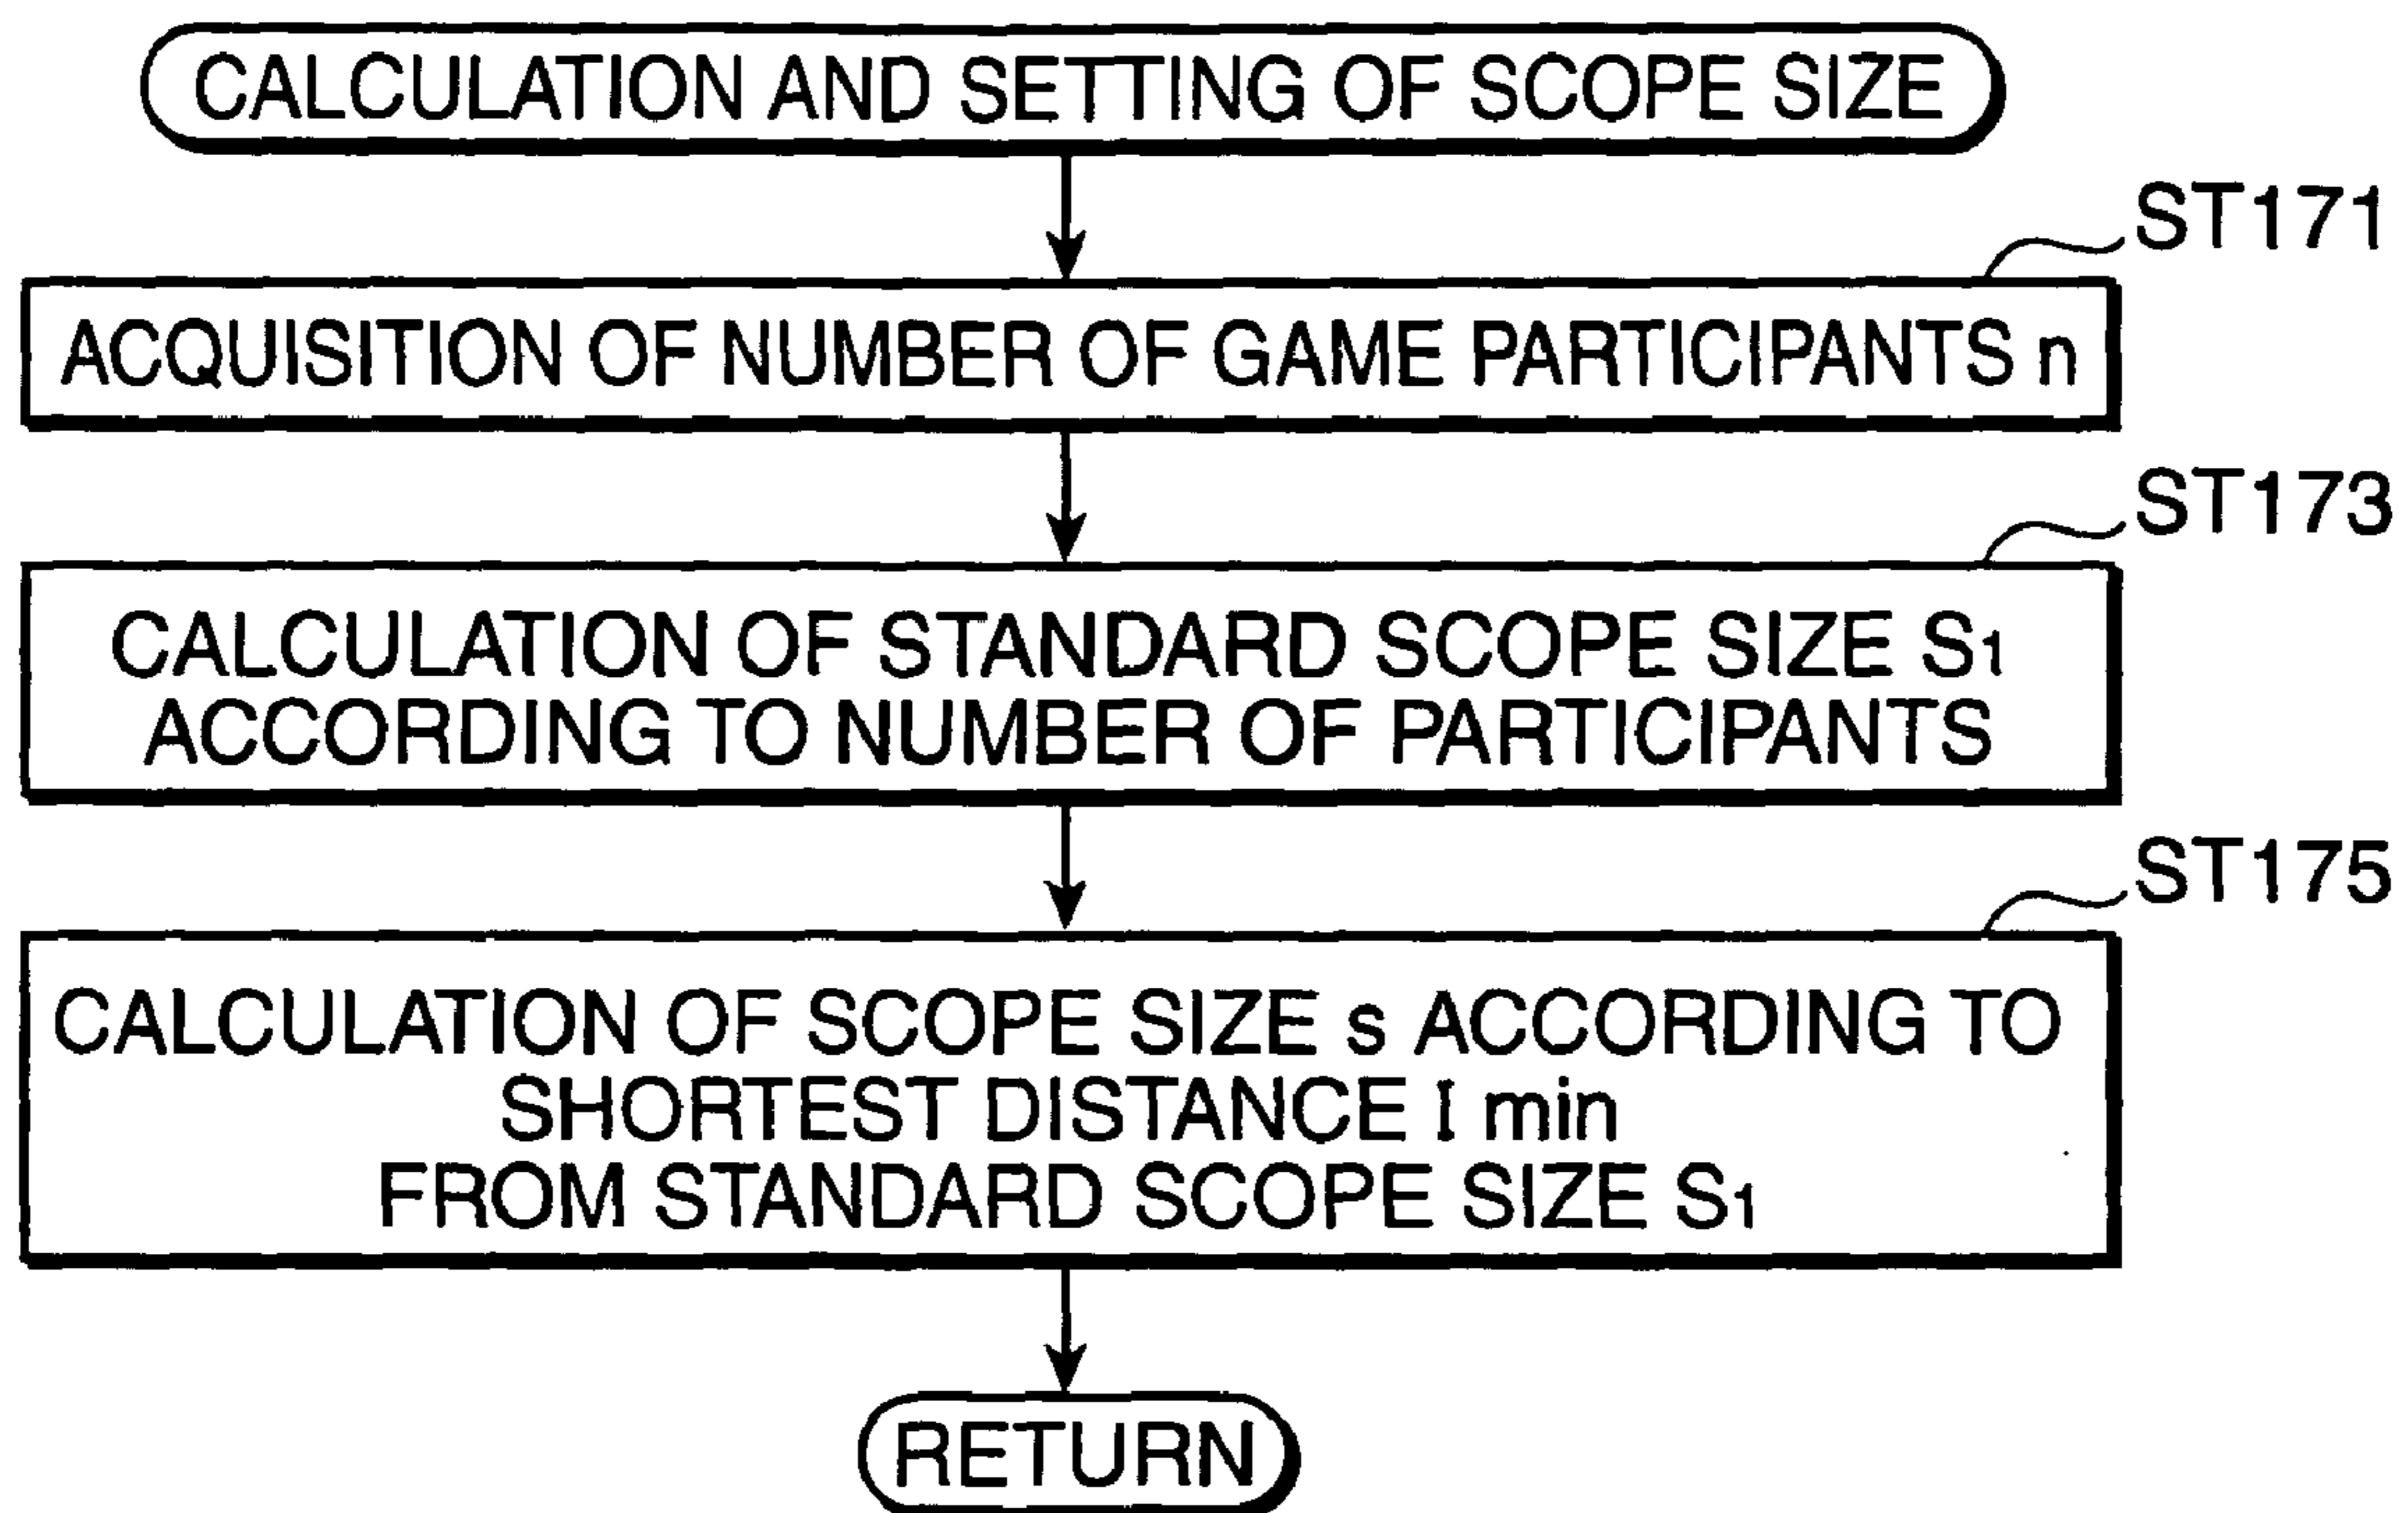 CALCULATION AND SETTING OF SCOPE SIZE
ST171
ACQUISITION OF NUMBER OF GAME PARTICIPANTS n
ST173
CALCULATION OF STANDARD SCOPE SIZE S1
ACCORDING TO NUMBER OF PARTICIPANTS
ST175
CALCULATION OF SCOPE SIZE s ACCORDING TO
SHORTEST DISTANCE I min
FROM STANDARD SCOPE SIZE S1
RETURN